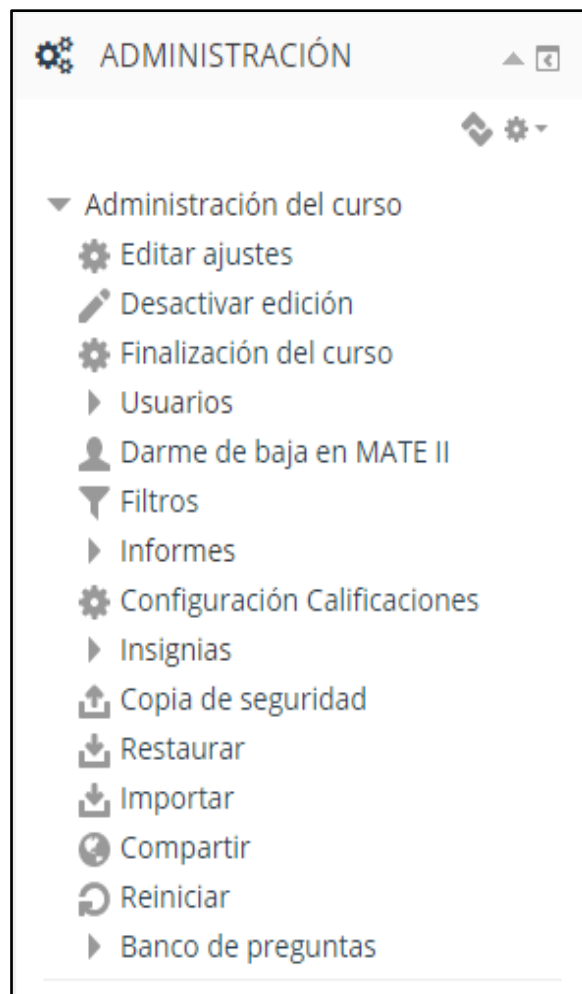 ADMINISTRACIÓN
Administración del curso
Editar ajustes
Desactivar edición
Finalización del curso
Usuarios
Darme de baja en MATE II
Filtros
Informes
Configuración Calificaciones
Insignias
Copia de seguridad
Restaurar
Importar
Compartir
Reiniciar
Banco de preguntas